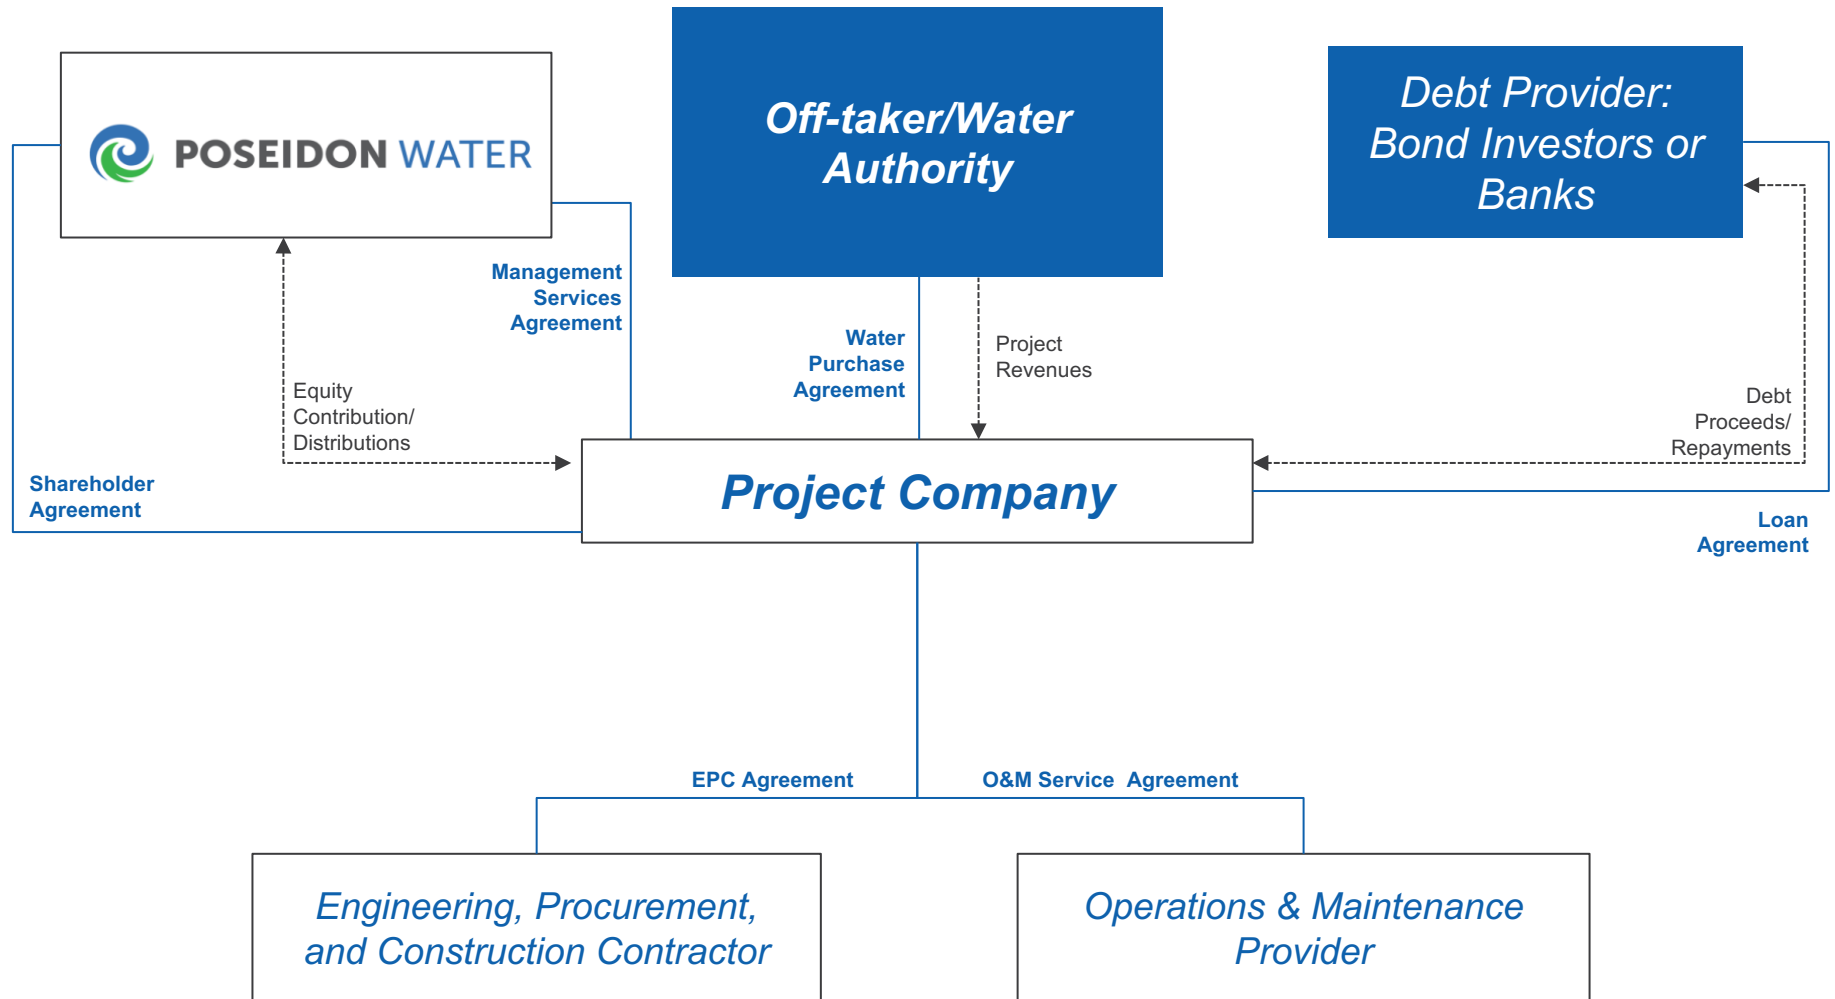 POSEIDON WATER
Off-taker/Water
Authority
Debt Provider:
Bond Investors or
Banks
Management
Services
Agreement
Water
Purchase
Agreement
Project
Revenues
Equity
Contribution/
Distributions
Debt
Proceeds/
Repayments
Shareholder
Agreement
Project Company
Loan
Agreement
EPC Agreement
O&M Service  Agreement
Engineering, Procurement,
and Construction Contractor
Operations & Maintenance
Provider